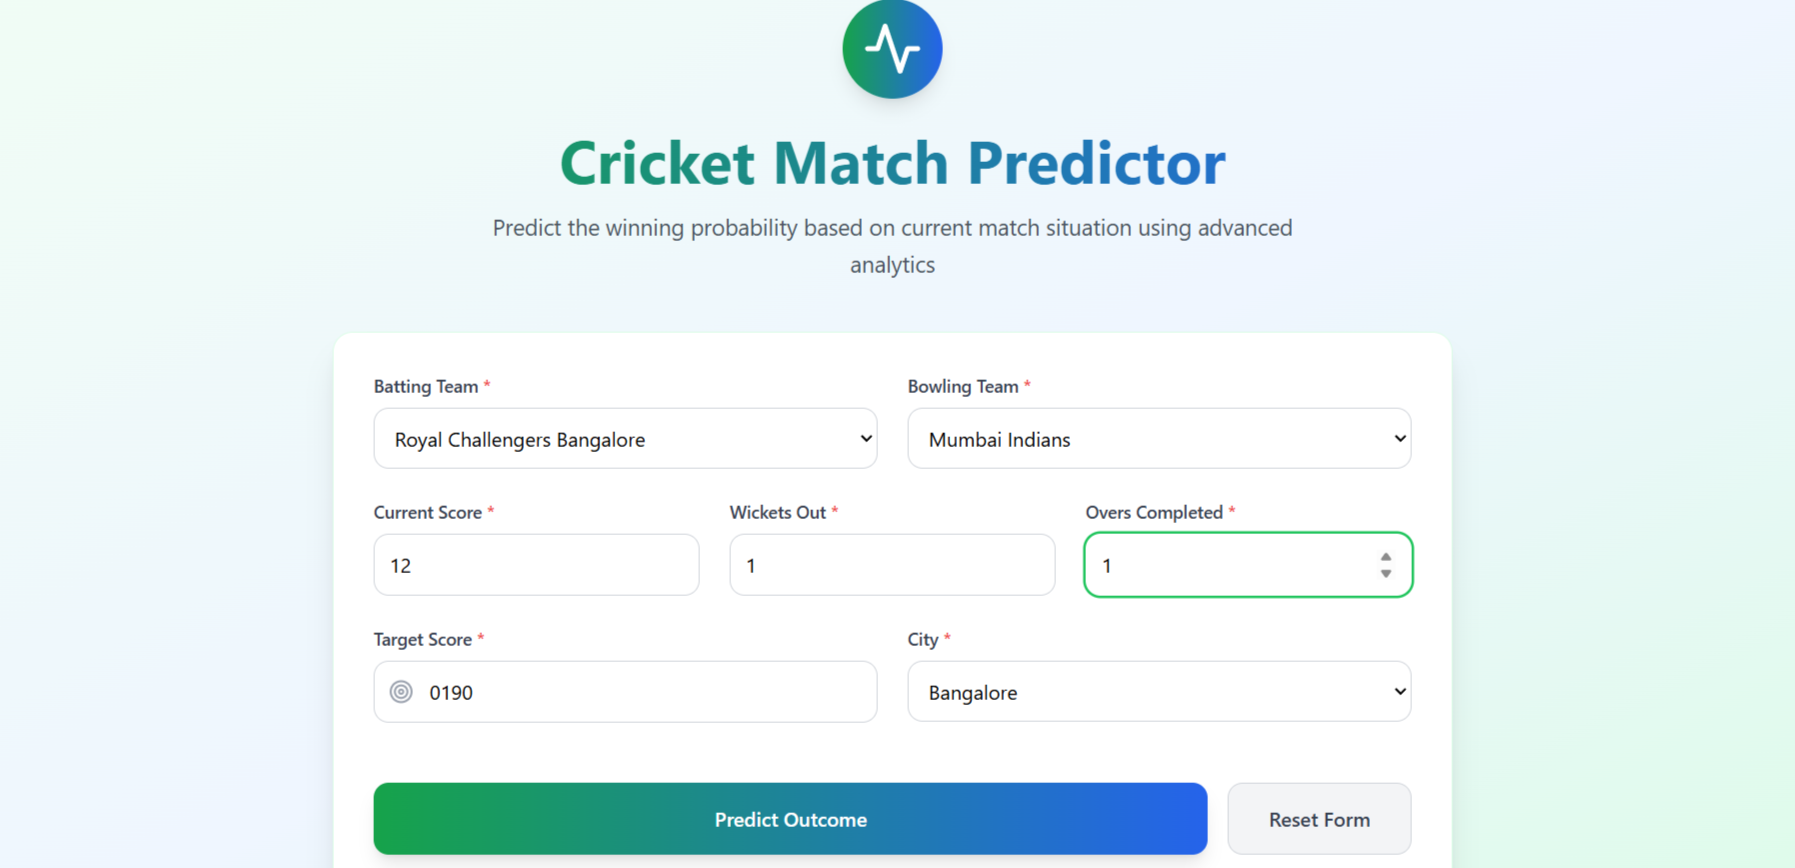 Cricket Match Predictor
Predict the winning probability based on current match situation using advanced
analytics
Batting Team *
Bowling Team *
Royal Challengers Bangalore
Mumbai Indians
Current Score *
Wickets Out *
Overs Completed *
12
1
1
Target Score *
City *
0190
Bangalore
Predict Outcome
Reset Form